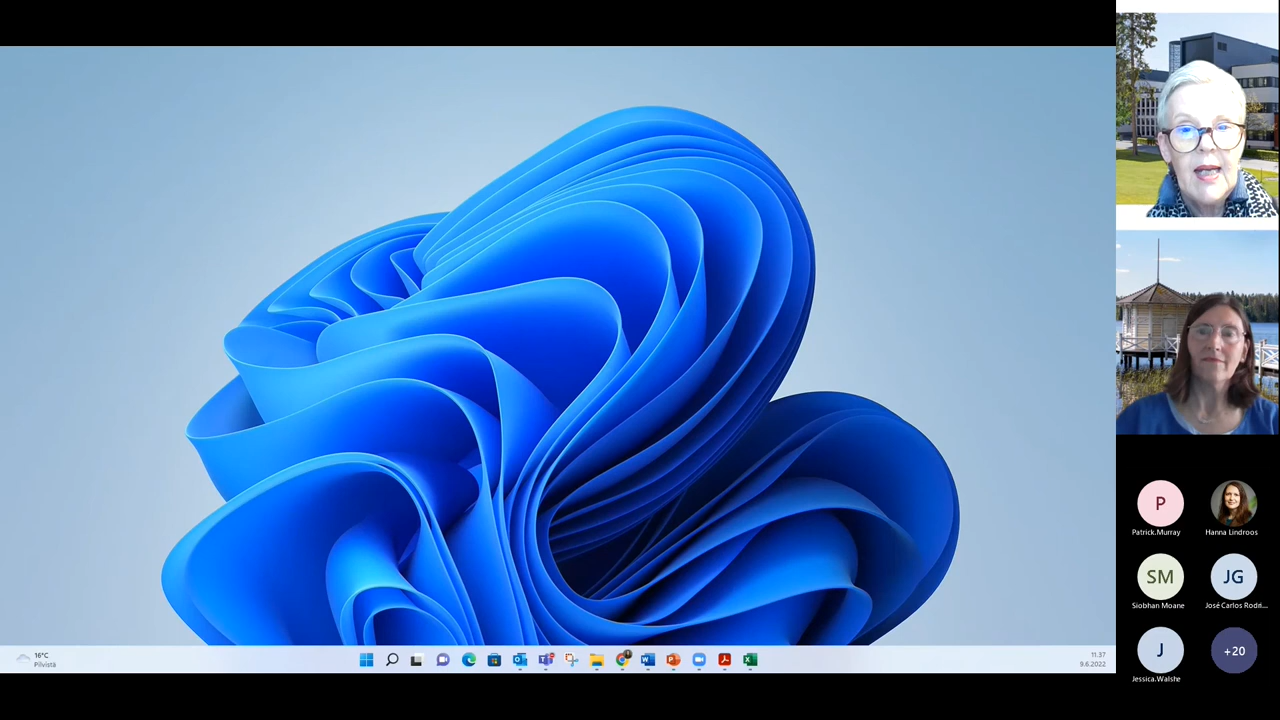 16°C
Pilvistä
11.37
9.6.2022
P
Patrick.Murray
Hanna Lindroos
SM
Siobhan Moane
JG
José Carlos Rodri...
J
Jessica.Walshe
+20